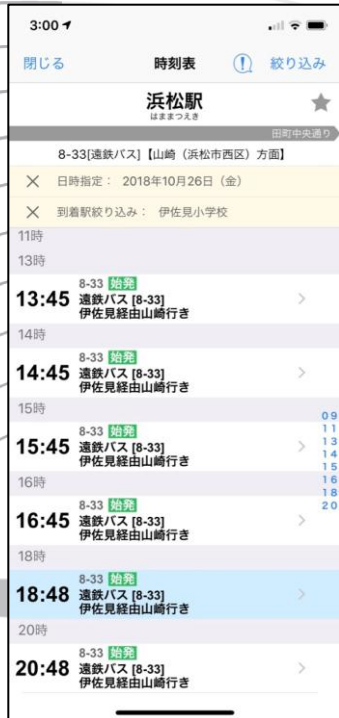 3:00
閉じる 時刻表 絞り込み
浜松駅
はままつえき
田町中央通り
8-33[遠鉄バス]【山崎（浜松市西区）方面】
× 日時指定： 2018年10月26日（金）
× 到着駅絞り込み： 伊佐見小学校
11時
13時
8-33 始発
13:45 遠鉄バス [8-33]
伊佐見経由山崎行き
14時
8-33 始発
14:45 遠鉄バス [8-33]
伊佐見経由山崎行き
15時
8-33 始発
15:45 遠鉄バス [8-33]
伊佐見経由山崎行き
16時
8-33 始発
16:45 遠鉄バス [8-33]
伊佐見経由山崎行き
18時
8-33 始発
18:48 遠鉄バス [8-33]
伊佐見経由山崎行き
20時
8-33 始発
20:48 遠鉄バス [8-33]
伊佐見経由山崎行き
09
11
13
14
15
16
18
20